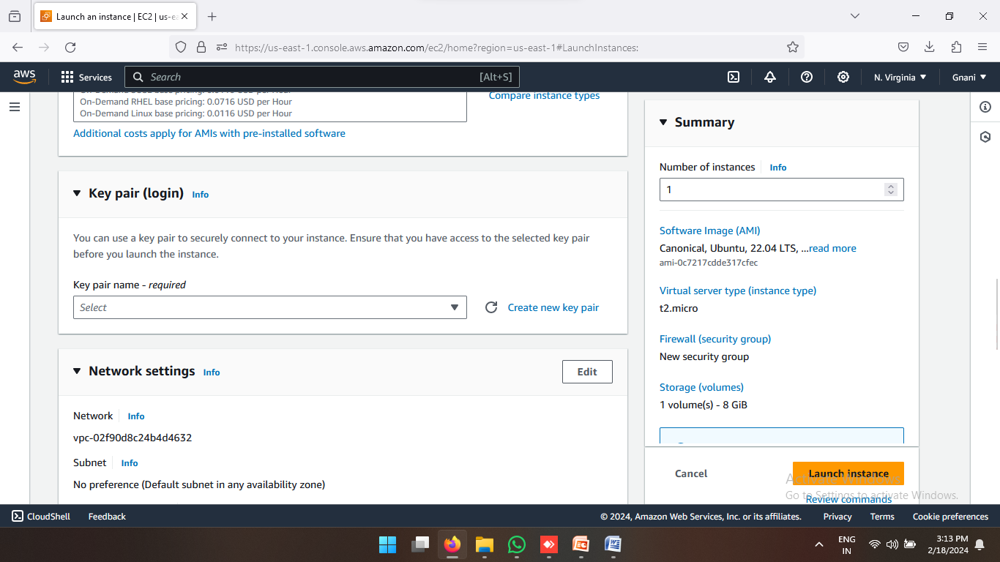 Launch an instance | EC2 | us-ea
https://us-east-1.console.aws.amazon.com/ec2/home?region=us-east-1#LaunchInstances:
aws
Services
Search
[Alt+S]
N. Virginia
Gnani
On-Demand RHEL base pricing: 0.0716 USD per Hour
On-Demand Linux base pricing: 0.0116 USD per Hour
Compare instance types
Additional costs apply for AMIs with pre-installed software
Key pair (login) Info
You can use a key pair to securely connect to your instance. Ensure that you have access to the selected key pair
before you launch the instance.
Key pair name - required
Select
Create new key pair
Network settings Info
Edit
Network Info
vpc-02f90d8c24b4d4632
Subnet Info
No preference (Default subnet in any availability zone)
Summary
Number of instances Info
1
Software Image (AMI)
Canonical, Ubuntu, 22.04 LTS, ...read more
ami-0c7217cdde317cfec
Virtual server type (instance type)
t2.micro
Firewall (security group)
New security group
Storage (volumes)
1 volume(s) - 8 GiB
Cancel
Launch instance
Review commands
Go to Settings to activate Windows.
CloudShell
Feedback
© 2024, Amazon Web Services, Inc. or its affiliates.
Privacy
Terms
Cookie preferences
ENG
IN
3:13 PM
2/18/2024